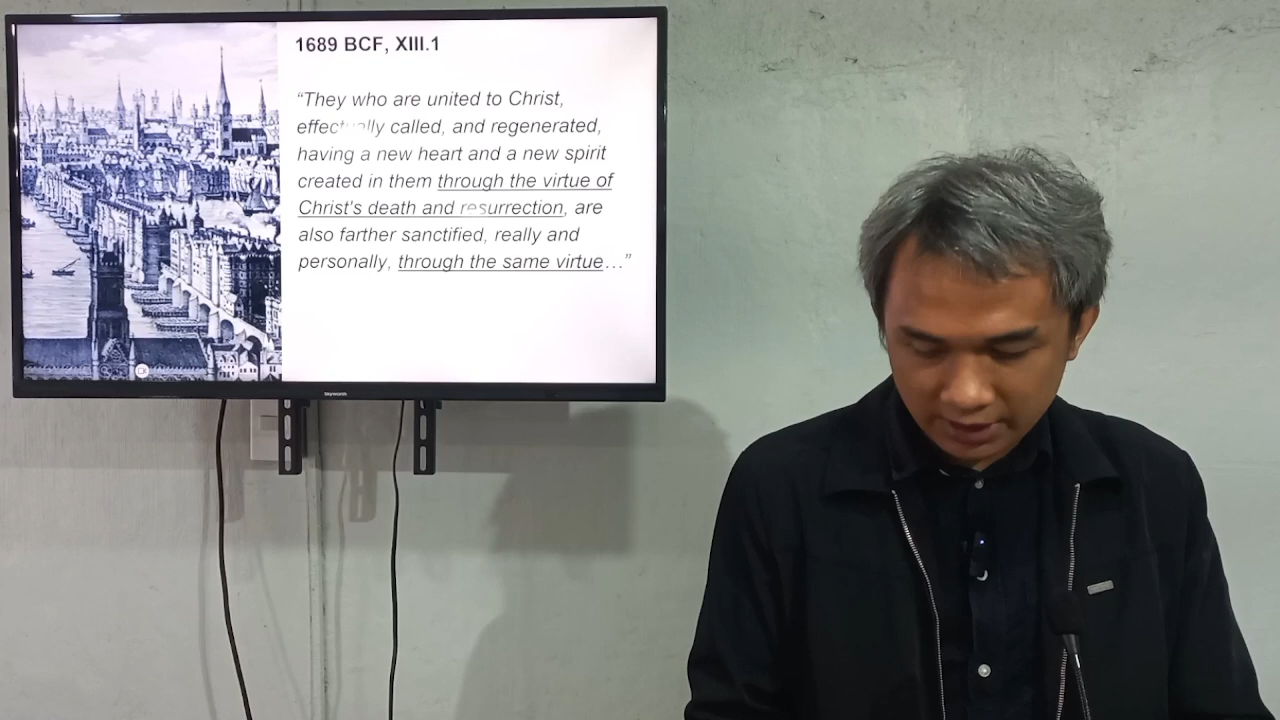 1689 BCF, XIII.1
“They who are united to Christ,
effectually called, and regenerated,
having a new heart and a new spirit
created in them through the virtue of
Christ's death and resurrection, are
also farther sanctified, really and
personally, through the same virtue…”
Skyworth